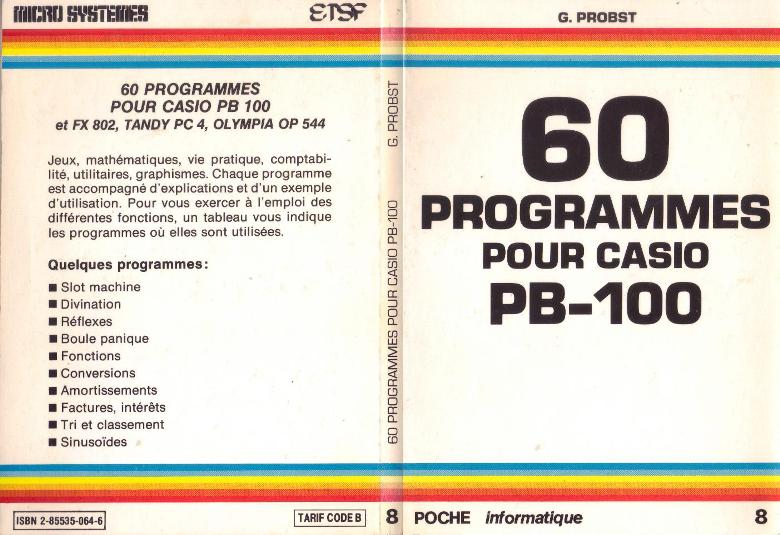 MICRO SYSTEMES
ETSF
60 PROGRAMMES
POUR CASIO PB 100
et FX 802, TANDY PC 4, OLYMPIA OP 544
Jeux, mathématiques, vie pratique, comptabi-
lité, utilitaires, graphismes. Chaque programme
est accompagné d'explications et d'un exemple
d'utilisation. Pour vous exercer à l'emploi des
différentes fonctions, un tableau vous indique
les programmes où elles sont utilisées.
Quelques programmes:
■ Slot machine
■ Divination
■ Réflexes
■ Boule panique
■ Fonctions
■ Conversions
■ Amortissements
■ Factures, intérêts
■ Tri et classement
■ Sinusoïdes
ISBN 2-85535-064-6
TARIF CODE B
G. PROBST
60 PROGRAMMES POUR CASIO PB-100
8
G. PROBST
60
PROGRAMMES
POUR CASIO
PB-100
POCHE informatique
8